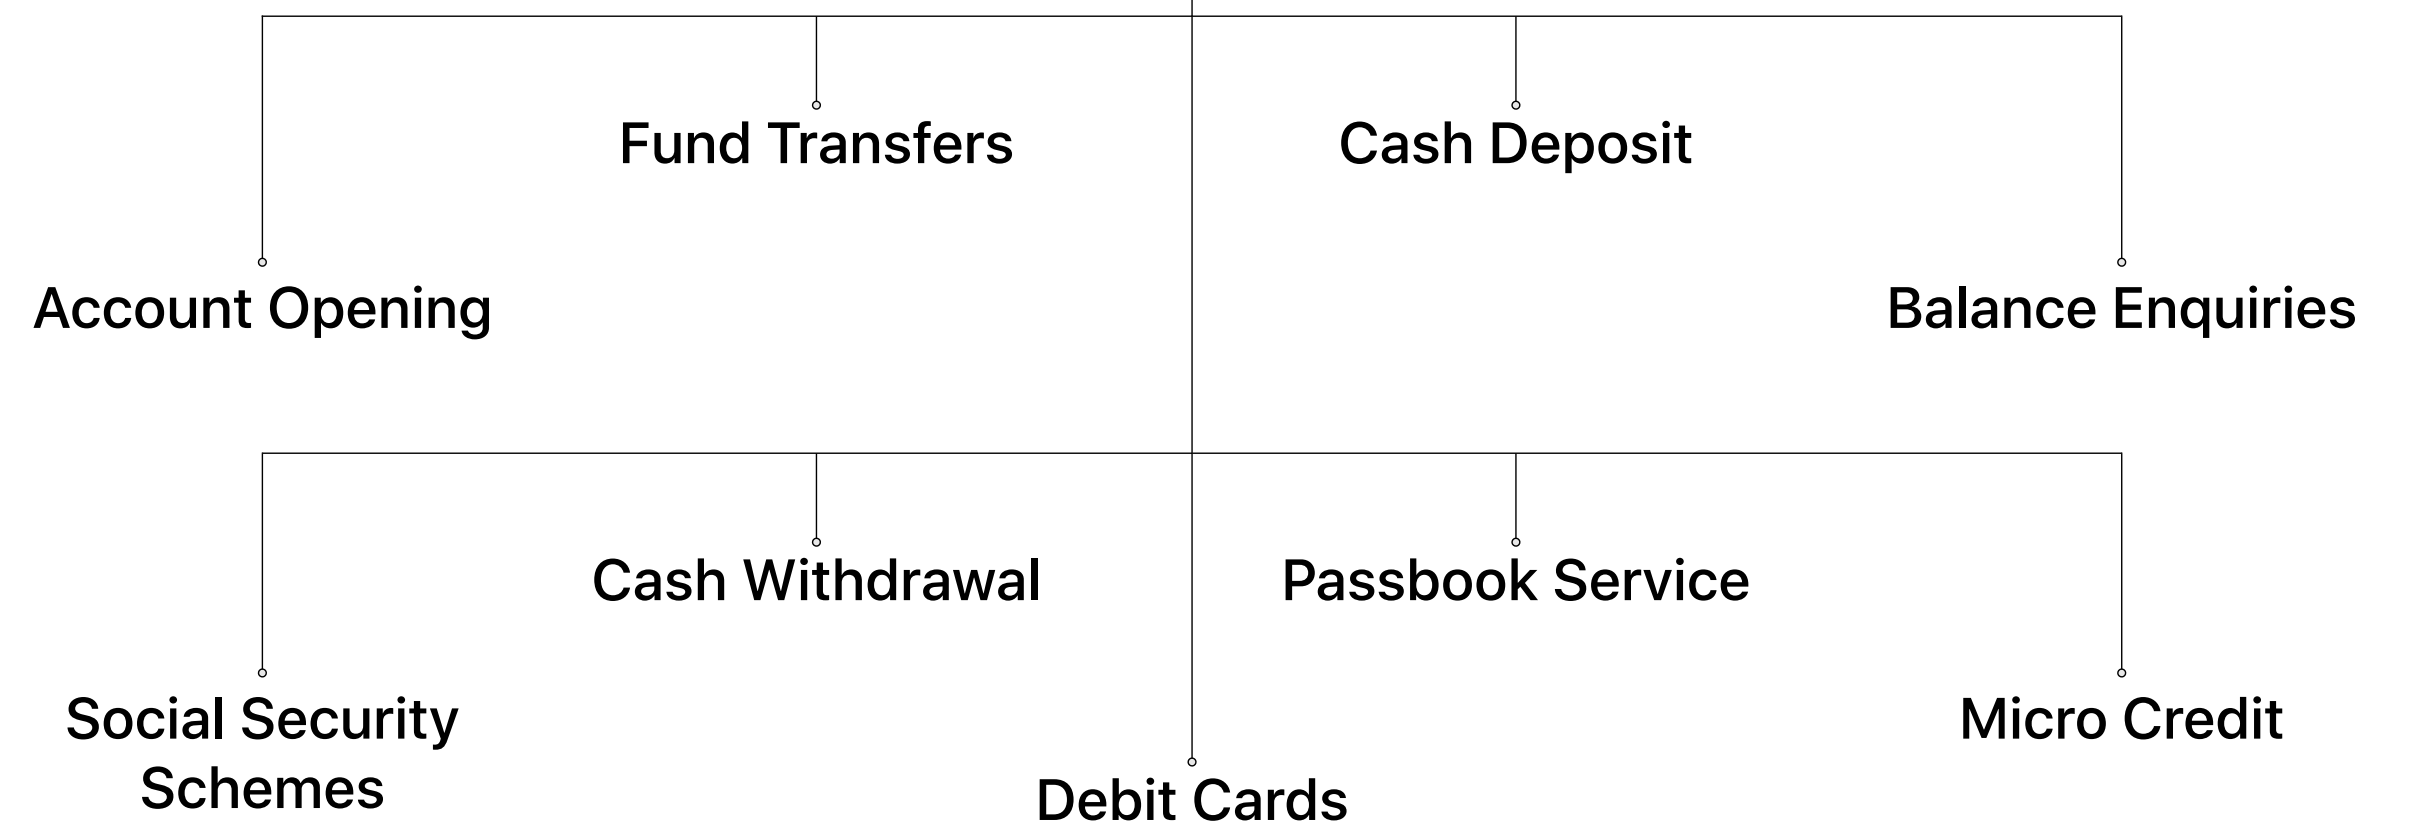 Fund Transfers
Cash Deposit
Account Opening
Balance Enquiries
Cash Withdrawal
Passbook Service
Social Security
Schemes
Micro Credit
Debit Cards